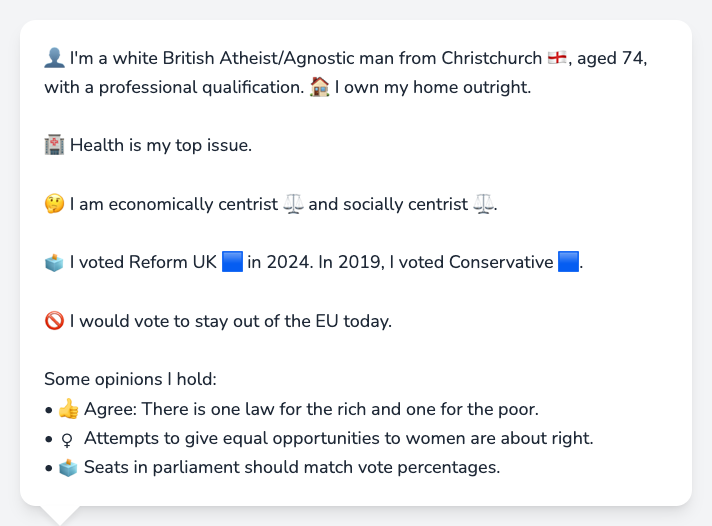 👤 I'm a white British Atheist/Agnostic man from Christchurch 🏴󠁧󠁢󠁥󠁮󠁧󠁿, aged 74,
with a professional qualification. 🏠 I own my home outright.
🏥 Health is my top issue.
🤔 I am economically centrist ⚖️ and socially centrist ⚖️.
🗳️ I voted Reform UK 🟦 in 2024. In 2019, I voted Conservative 🟦.
🚫 I would vote to stay out of the EU today.
Some opinions I hold:
• 👍 Agree: There is one law for the rich and one for the poor.
• ♀ Attempts to give equal opportunities to women are about right.
• 🗳️ Seats in parliament should match vote percentages.